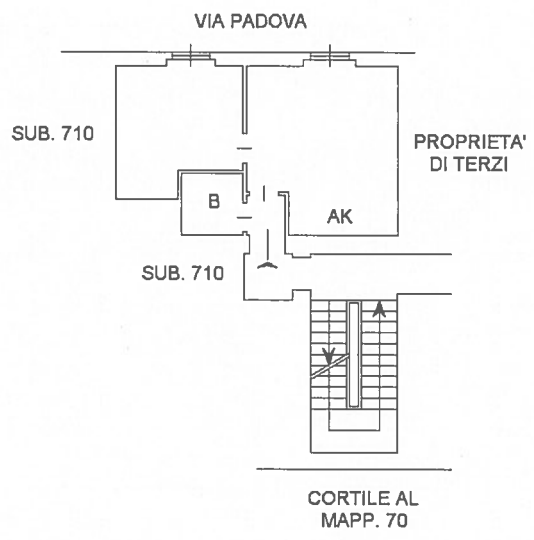 VIA PADOVA
SUB. 710
PROPRIETA'
DI TERZI
B
AK
SUB. 710
CORTILE AL
MAPP. 70